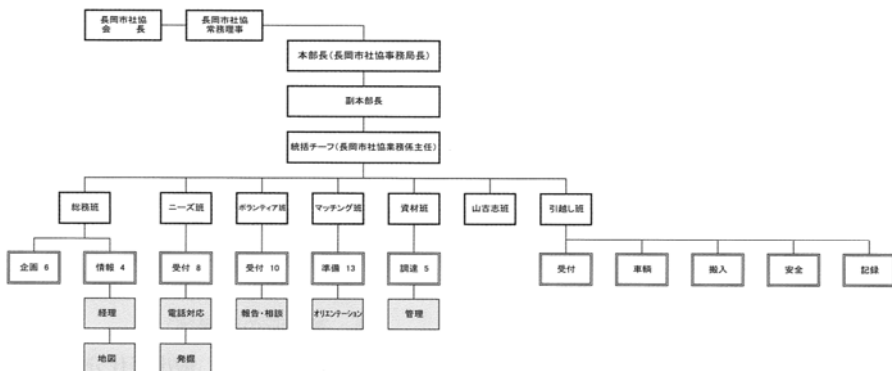 長岡市社協
会 長
長岡市社協
常務理事
本部長(長岡市社協事務局長)
副本部長
統括チーフ(長岡市社協業務係主任)
総務班
ニーズ班
ボランティア班
マッチング班
資材班
山古志班
引越し班
企画 6
情報 4
受付 8
受付 10
準備 13
調達 5
受付
車輌
搬入
安全
記録
経理
電話対応
報告・相談
オリエンテーション
管理
地図
発掘